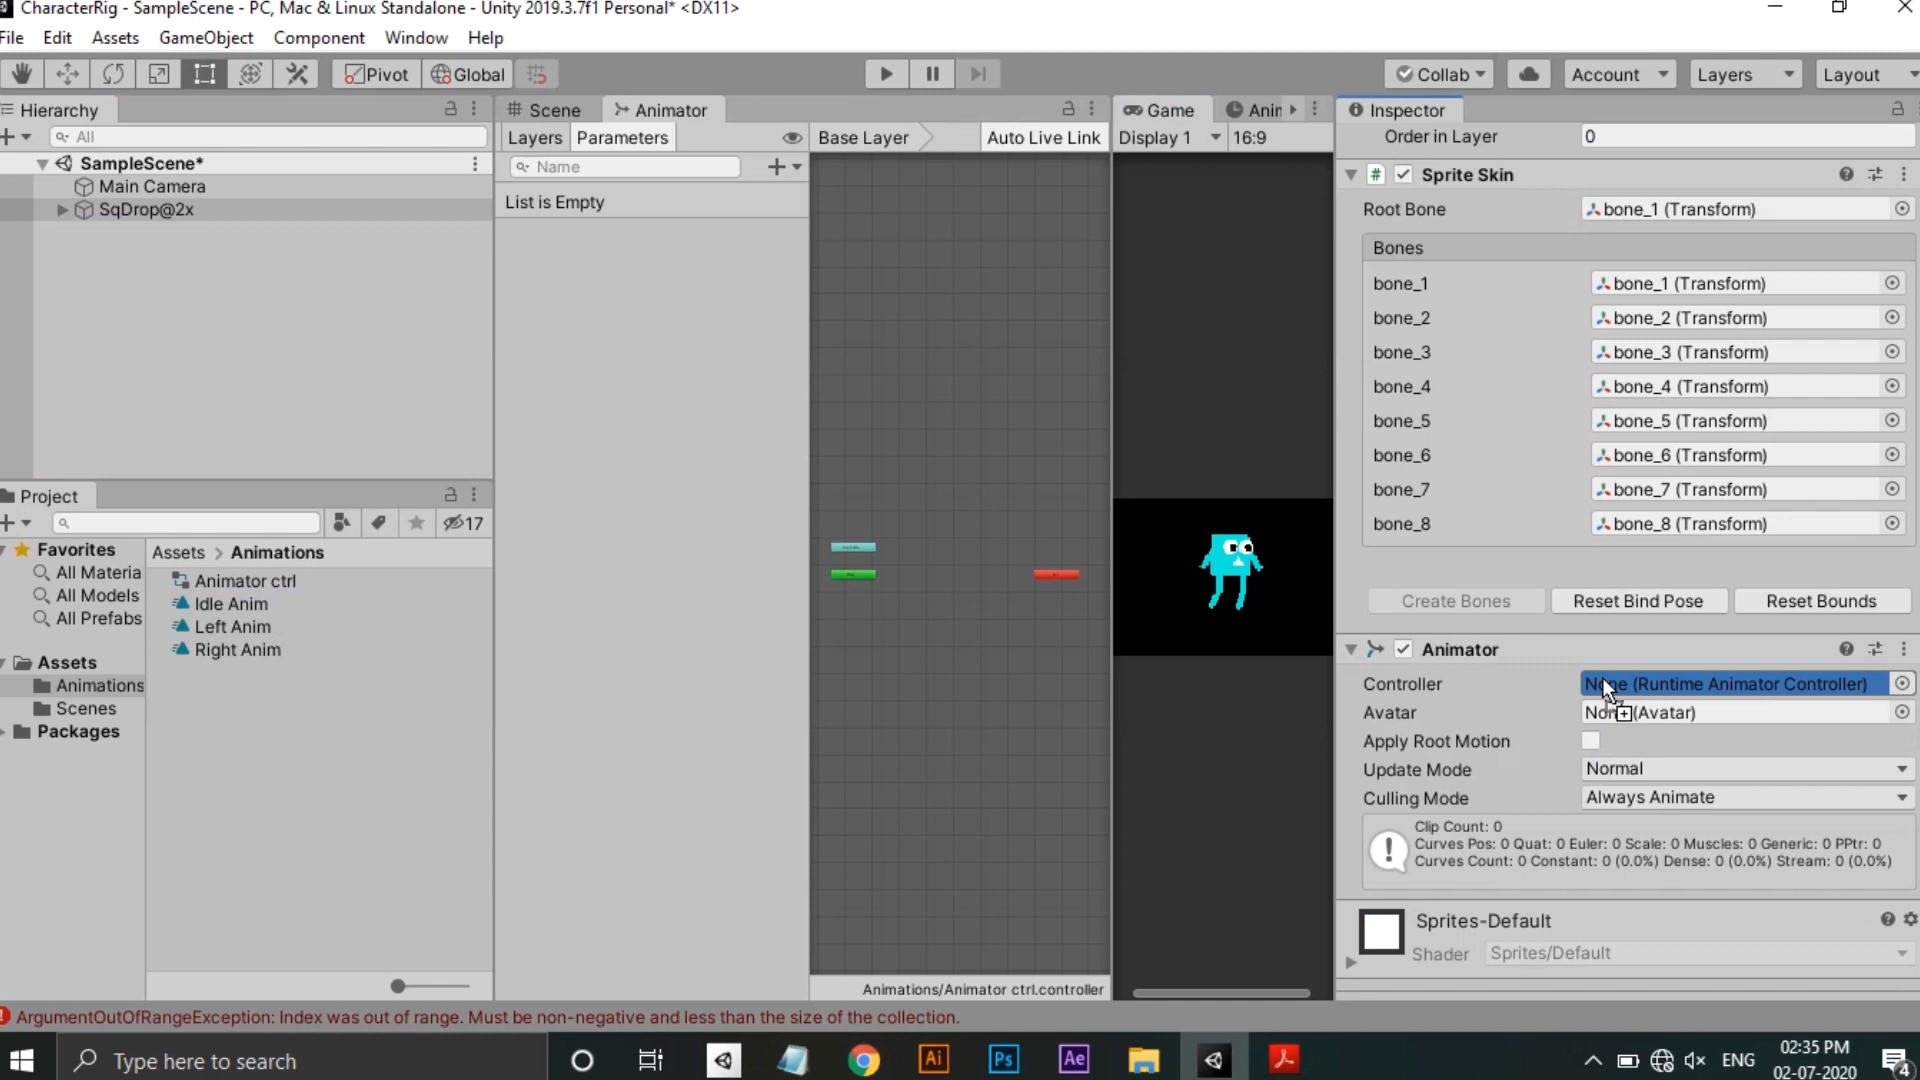 CharacterRig - SampleScene - PC, Mac & Linux Standalone - Unity 2019.3.7f1 Personal* <DX11>
File Edit Assets GameObject Component Window Help
Pivot Global Collab Account Layers Layout
Hierarchy
All
SampleScene*
Main Camera
SqDrop@2x
Scene Animator
Layers Parameters Base Layer Auto Live Link
Name
List is Empty
Animations/Animator ctrl.controller
Game Anir
Display 1 16:9
Project
17
Favorites
All Materia
All Models
All Prefabs
Assets
Animations
Scenes
Packages
Assets > Animations
Animator ctrl
Idle Anim
Left Anim
Right Anim
Inspector
Order in Layer 0
# Sprite Skin
Root Bone bone_1 (Transform)
Bones
bone_1 bone_1 (Transform)
bone_2 bone_2 (Transform)
bone_3 bone_3 (Transform)
bone_4 bone_4 (Transform)
bone_5 bone_5 (Transform)
bone_6 bone_6 (Transform)
bone_7 bone_7 (Transform)
bone_8 bone_8 (Transform)
Create Bones Reset Bind Pose Reset Bounds
Animator
Controller None (Runtime Animator Controller)
Avatar None (Avatar)
Apply Root Motion
Update Mode Normal
Culling Mode Always Animate
Clip Count: 0
Curves Pos: 0 Quat: 0 Euler: 0 Scale: 0 Muscles: 0 Generic: 0 PPtr: 0
Curves Count: 0 Constant: 0 (0.0%) Dense: 0 (0.0%) Stream: 0 (0.0%)
Sprites-Default
Shader Sprites/Default
ArgumentOutOfRangeException: Index was out of range. Must be non-negative and less than the size of the collection.
Type here to search
Ai Ps Ae
ENG
02:35 PM
02-07-2020
4